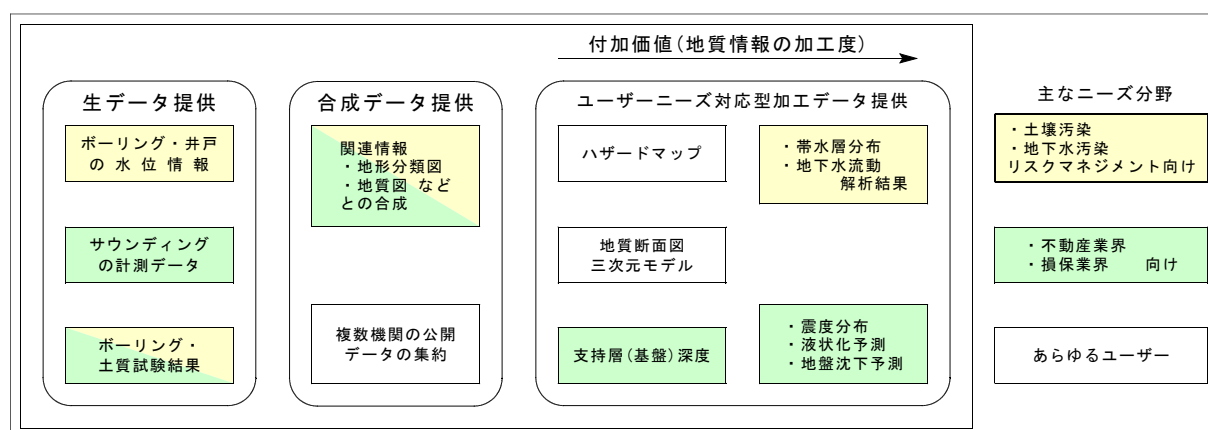 付加価値(地質情報の加工度)
生データ提供
ボーリング・井戸
の水位情報
サウンディング
の計測データ
ボーリング・
土質試験結果
合成データ提供
関連情報
・地形分類図
・地質図 など
との合成
複数機関の公開
データの集約
ユーザーニーズ対応型加工データ提供
ハザードマップ
地質断面図
三次元モデル
支持層(基盤)深度
・帯水層分布
・地下水流動
解析結果
・震度分布
・液状化予測
・地盤沈下予測
主なニーズ分野
・土壌汚染
・地下水汚染
リスクマネジメント向け
・不動産業界
・損保業界 向け
あらゆるユーザー